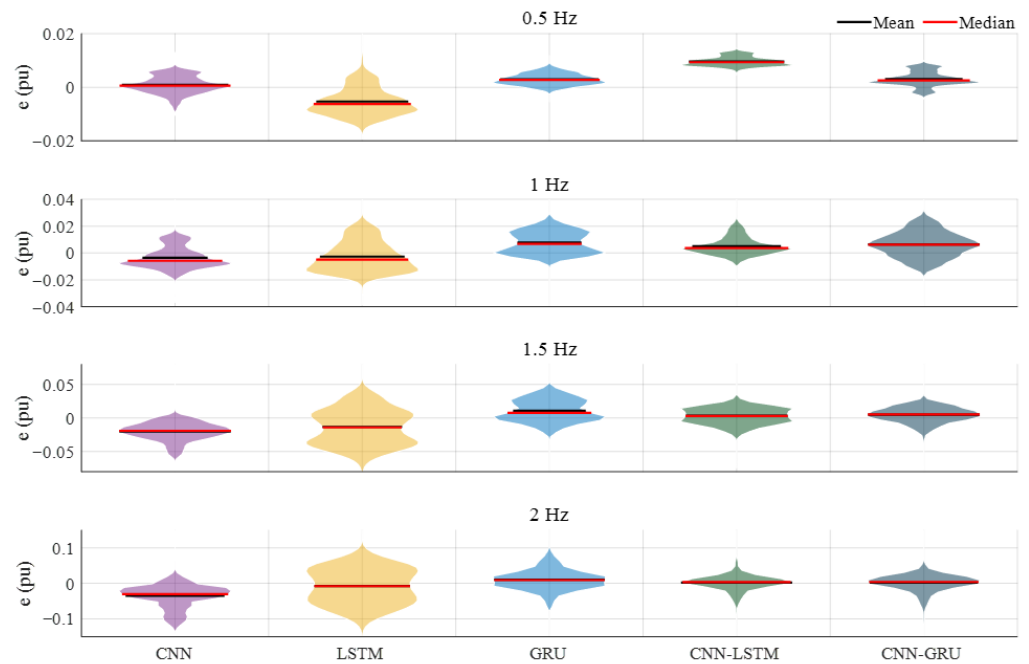 0.5 Hz
Mean Median
0.02
0
−0.02
e (pu)
1 Hz
0.04
0.02
0
−0.02
−0.04
e (pu)
1.5 Hz
0.05
0
−0.05
e (pu)
2 Hz
0.1
0
−0.1
e (pu)
CNN LSTM GRU CNN-LSTM CNN-GRU